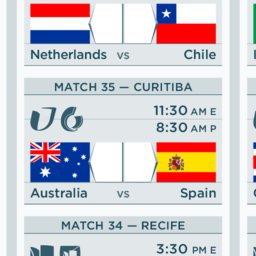 Netherlands vs Chile
MATCH 35 — CURITIBA
11:30 AM E
8:30 AM P
Australia vs Spain
MATCH 34 — RECIFE
3:30 PM E